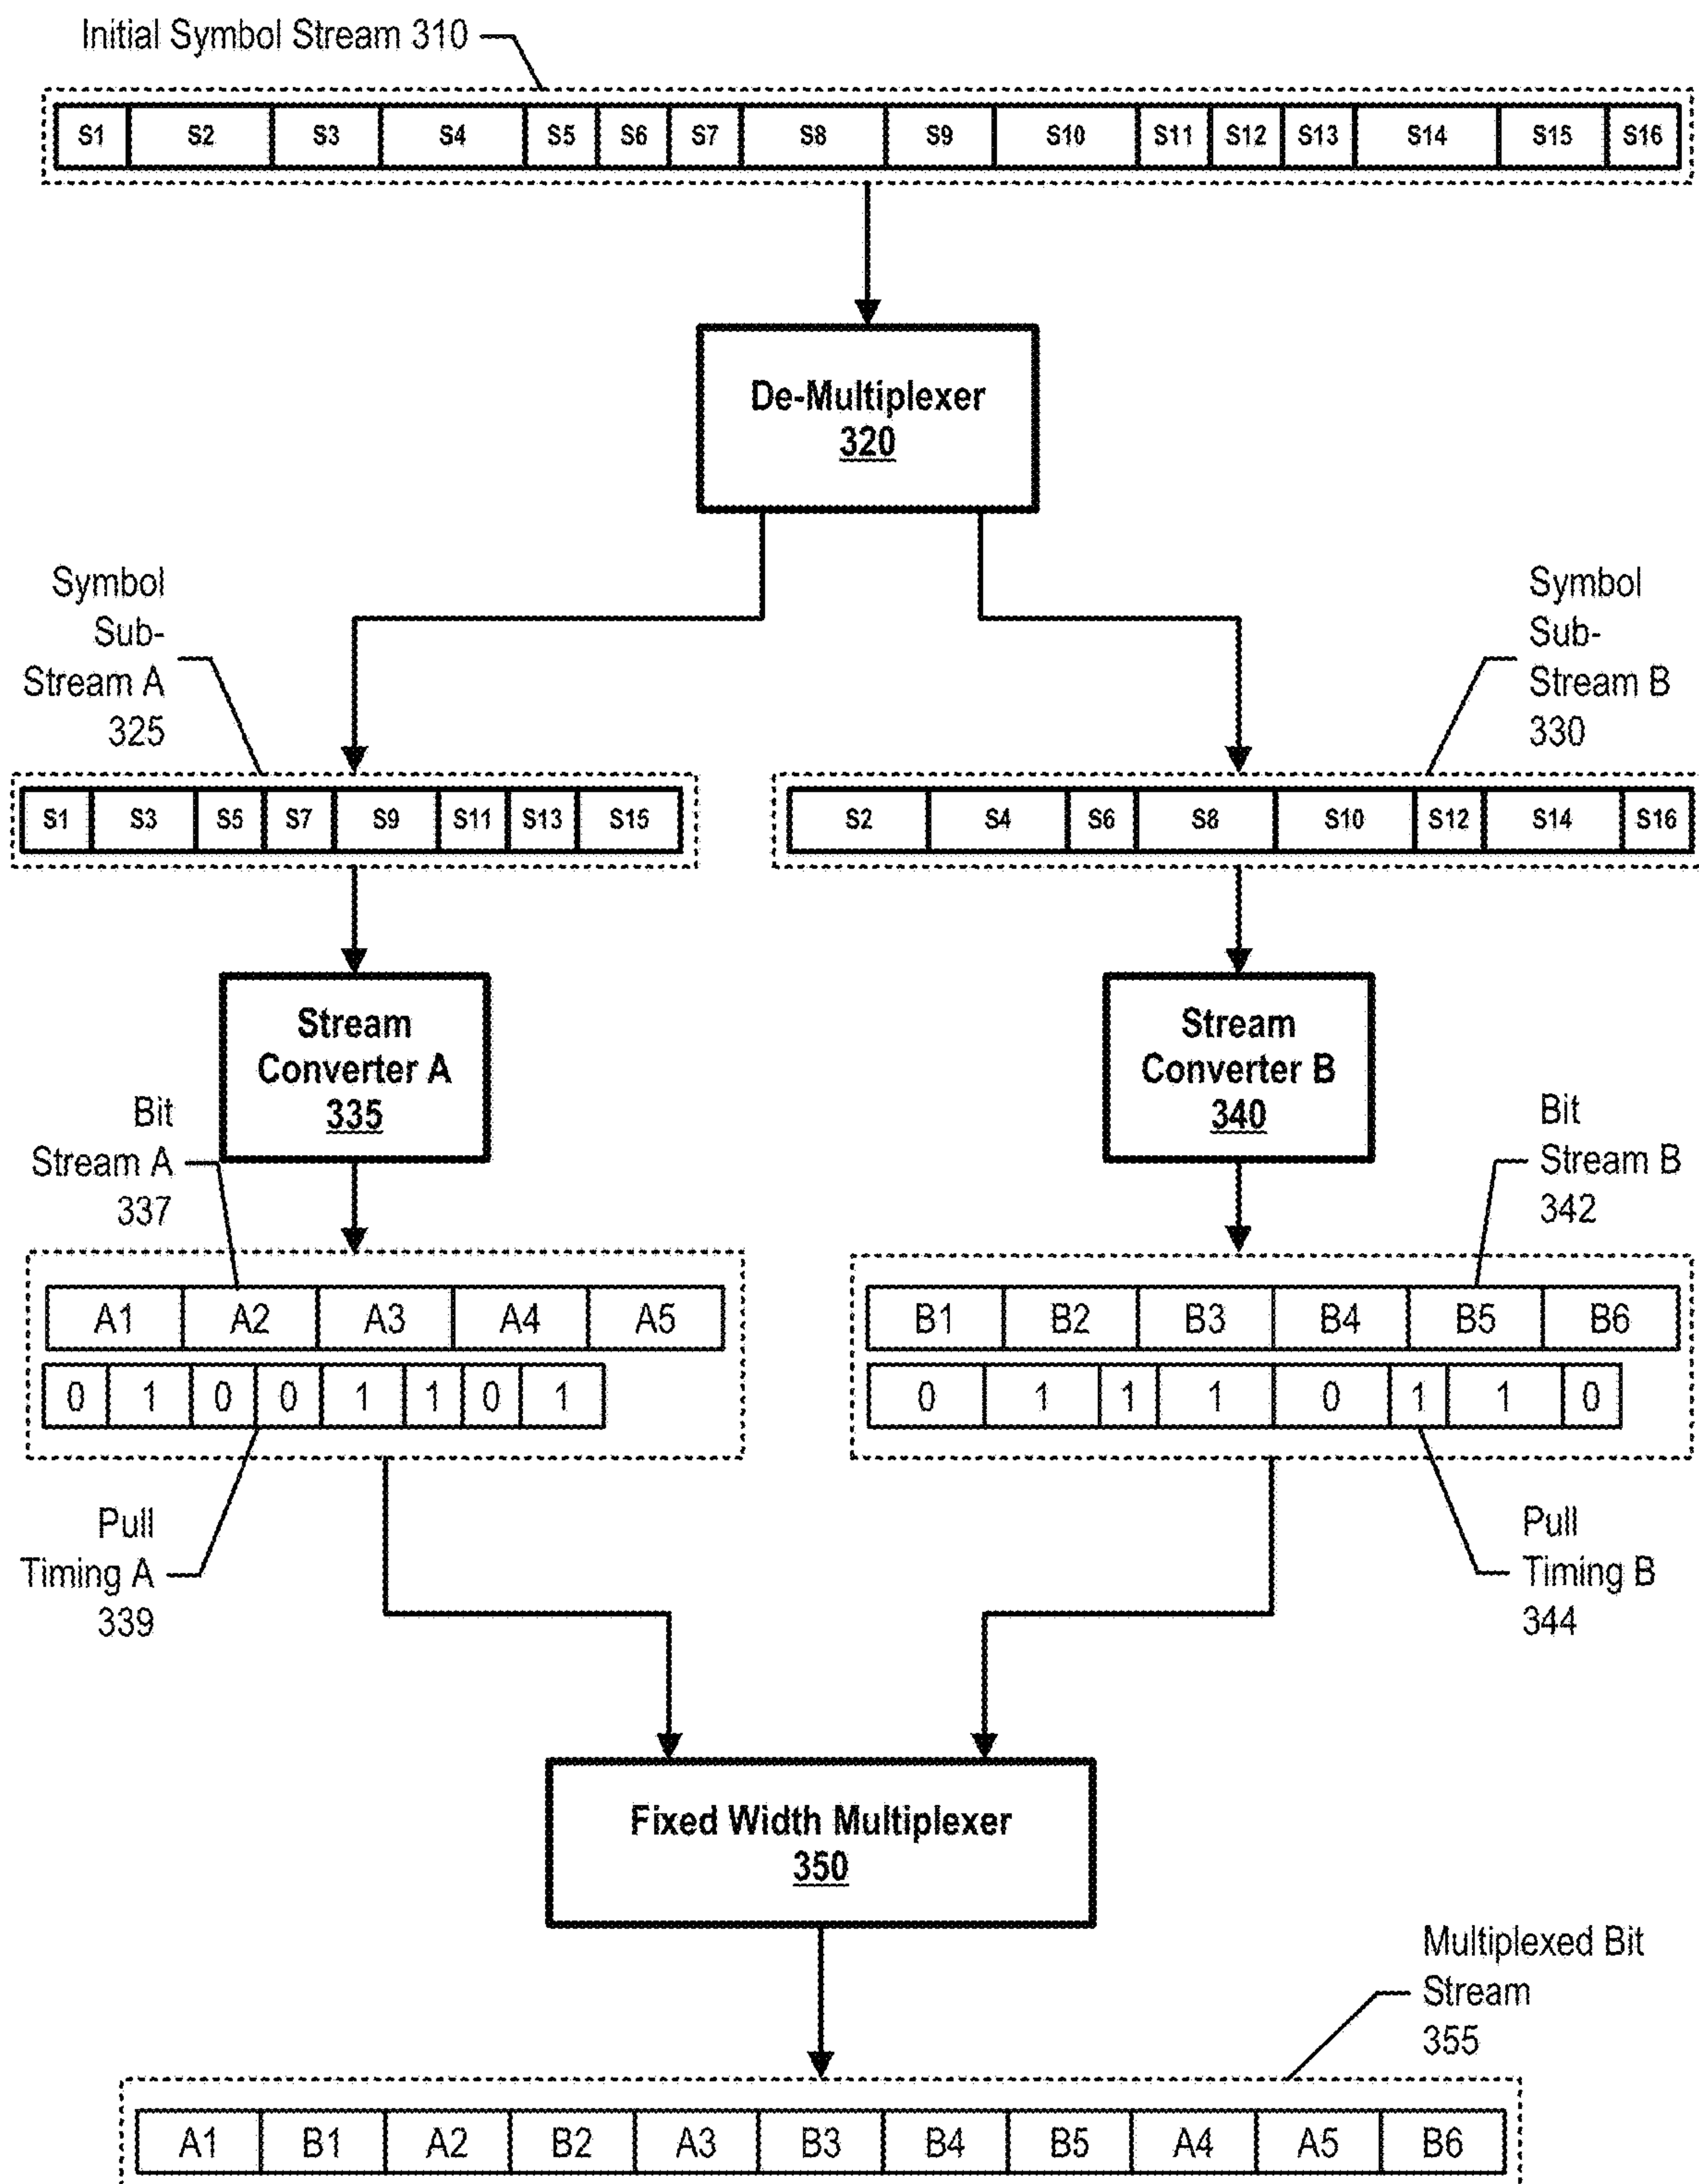 Initial Symbol Stream 310
S1 S2 S3 S4 S5 S6 S7 S8 S9 S10 S11 S12 S13 S14 S15 S16
De-Multiplexer
320
Symbol
Sub-
Stream A
325
Symbol
Sub-
Stream B
330
S1 S3 S5 S7 S9 S11 S13 S15
S2 S4 S6 S8 S10 S12 S14 S16
Stream
Converter A
335
Stream
Converter B
340
Bit
Stream A
337
Bit
Stream B
342
A1 A2 A3 A4 A5
0 1 0 0 1 1 0 1
B1 B2 B3 B4 B5 B6
0 1 1 1 0 1 1 0
Pull
Timing A
339
Pull
Timing B
344
Fixed Width Multiplexer
350
Multiplexed Bit
Stream
355
A1 B1 A2 B2 A3 B3 B4 B5 A4 A5 B6